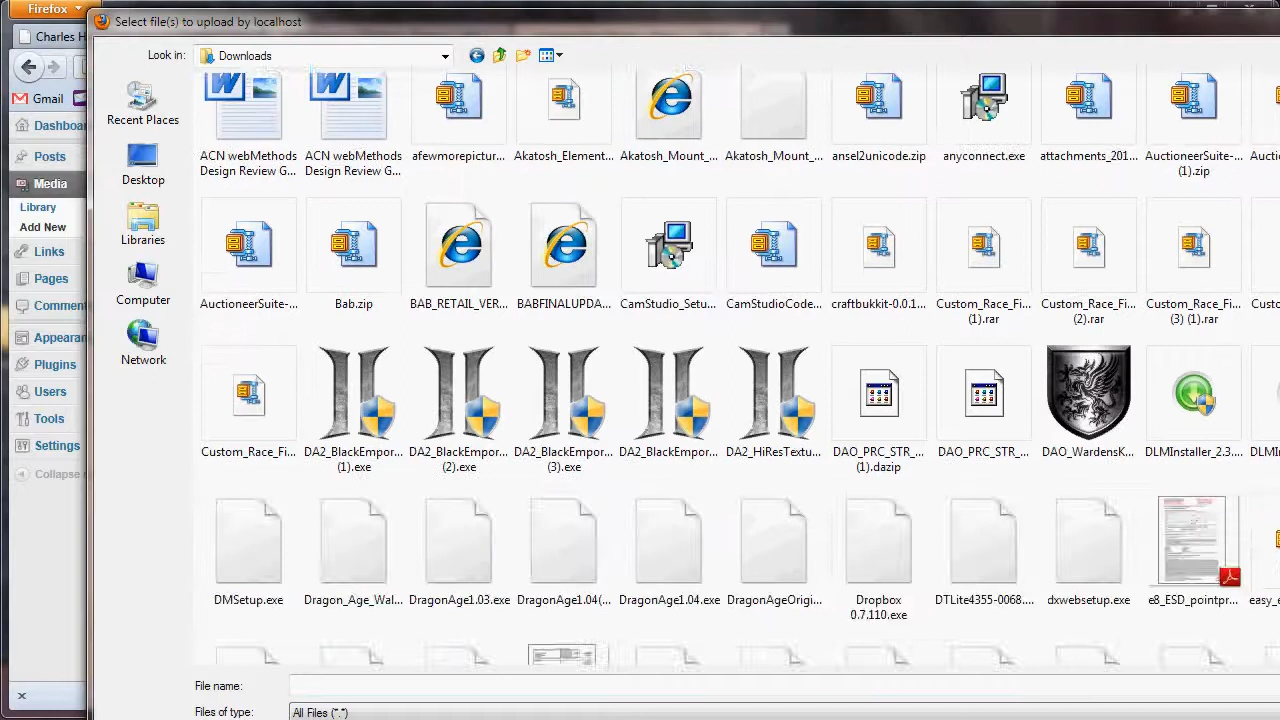 Firefox
Select file(s) to upload by localhost
Charles H
Look in:
Downloads
Gmail
Dashboa
Posts
Media
Library
Add New
Links
Pages
Commen
Appearan
Plugins
Users
Tools
Settings
Collapse
Recent Places
Desktop
Libraries
Computer
Network
ACN webMethods Design Review G...
ACN webMethods Design Review G...
afewmorepictur...
Akatosh_Element...
Akatosh_Mount_...
Akatosh_Mount_...
ansel2unicode.zip
anyconnect.exe
attachments_201...
AuctioneerSuite-... (1).zip
Auctic
AuctioneerSuite-...
Bab.zip
BAB_RETAIL_VER...
BABFINALUPDA...
CamStudio_Setu...
CamStudioCode...
craftbukkit-0.0.1...
Custom_Race_Fi... (1).rar
Custom_Race_Fi... (2).rar
Custom_Race_Fi... (3) (1).rar
Custo
Custom_Race_Fi...
DA2_BlackEmpor... (1).exe
DA2_BlackEmpor... (2).exe
DA2_BlackEmpor... (3).exe
DA2_BlackEmpor...
DA2_HiResTextu...
DAO_PRC_STR_... (1).dazip
DAO_PRC_STR_...
DAO_WardensK...
DLMInstaller_2.3....
DLMI
DMSetup.exe
Dragon_Age_Wal...
DragonAge1.03.exe
DragonAge1.04(...
DragonAge1.04.exe
DragonAgeOrigi...
Dropbox 0.7.110.exe
DTLite4355-0068....
dxwebsetup.exe
e8_ESD_pointpr...
easy_e
File name:
Files of type:
All Files (*.*)